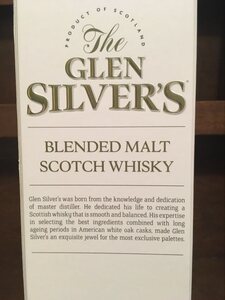 PRODUCT OF SCOTLAND
The
GLEN
SILVER'S
BLENDED MALT
SCOTCH WHISKY
Glen Silver's was born from the knowledge and dedication
of master distiller. He dedicated his life to creating a
Scottish whisky that is smooth and balanced. His expertise
in selecting the best ingredients combined with long
ageing periods in American white oak casks, made Glen
Silver's an exquisite jewel for the most exclusive palettes.